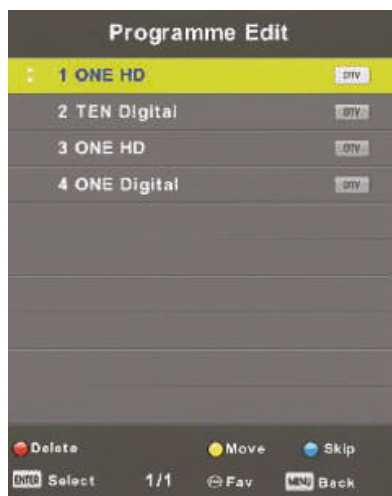 Programme Edit
1 ONE HD DTV
2 TEN Digital DTV
3 ONE HD DTV
4 ONE Digital DTV
Delete Move Skip
ENTER Select 1/1 Fav MENU Back